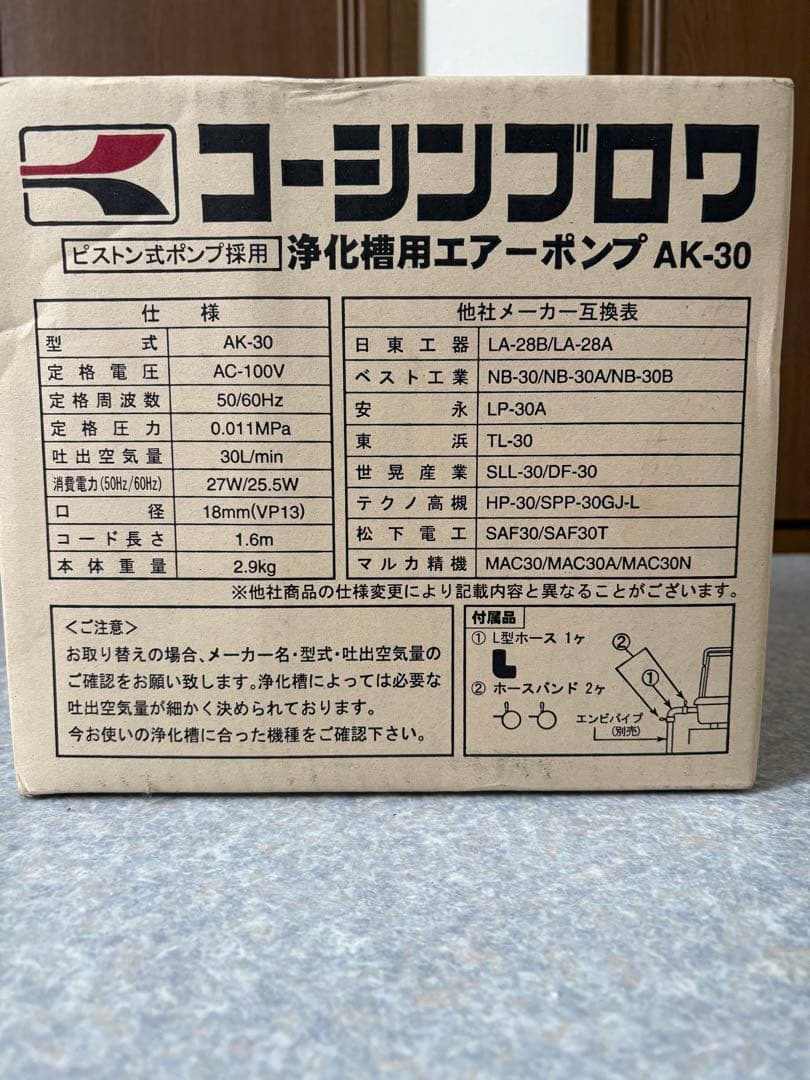 コーシンブロワ
ピストン式ポンプ採用 浄化槽用エアーポンプ AK-30
仕様
型式 AK-30
定格電圧 AC-100V
定格周波数 50/60Hz
定格圧力 0.011MPa
吐出空気量 30L/min
消費電力(50Hz/60Hz) 27W/25.5W
口径 18mm(VP13)
コード長さ 1.6m
本体重量 2.9kg
他社メーカー互換表
日東工器 LA-28B/LA-28A
ベスト工業 NB-30/NB-30A/NB-30B
安永 LP-30A
東浜 TL-30
世晃産業 SLL-30/DF-30
テクノ高槻 HP-30/SPP-30GJ-L
松下電工 SAF30/SAF30T
マルカ精機 MAC30/MAC30A/MAC30N
※他社商品の仕様変更により記載内容と異なることがございます。
＜ご注意＞
お取り替えの場合、メーカー名・型式・吐出空気量の
ご確認をお願い致します。浄化槽によっては必要な
吐出空気量が細かく決められております。
今お使いの浄化槽に合った機種をご確認下さい。
付属品
① L型ホース 1ヶ
② ホースバンド 2ヶ
②
①
エンビパイプ
(別売)